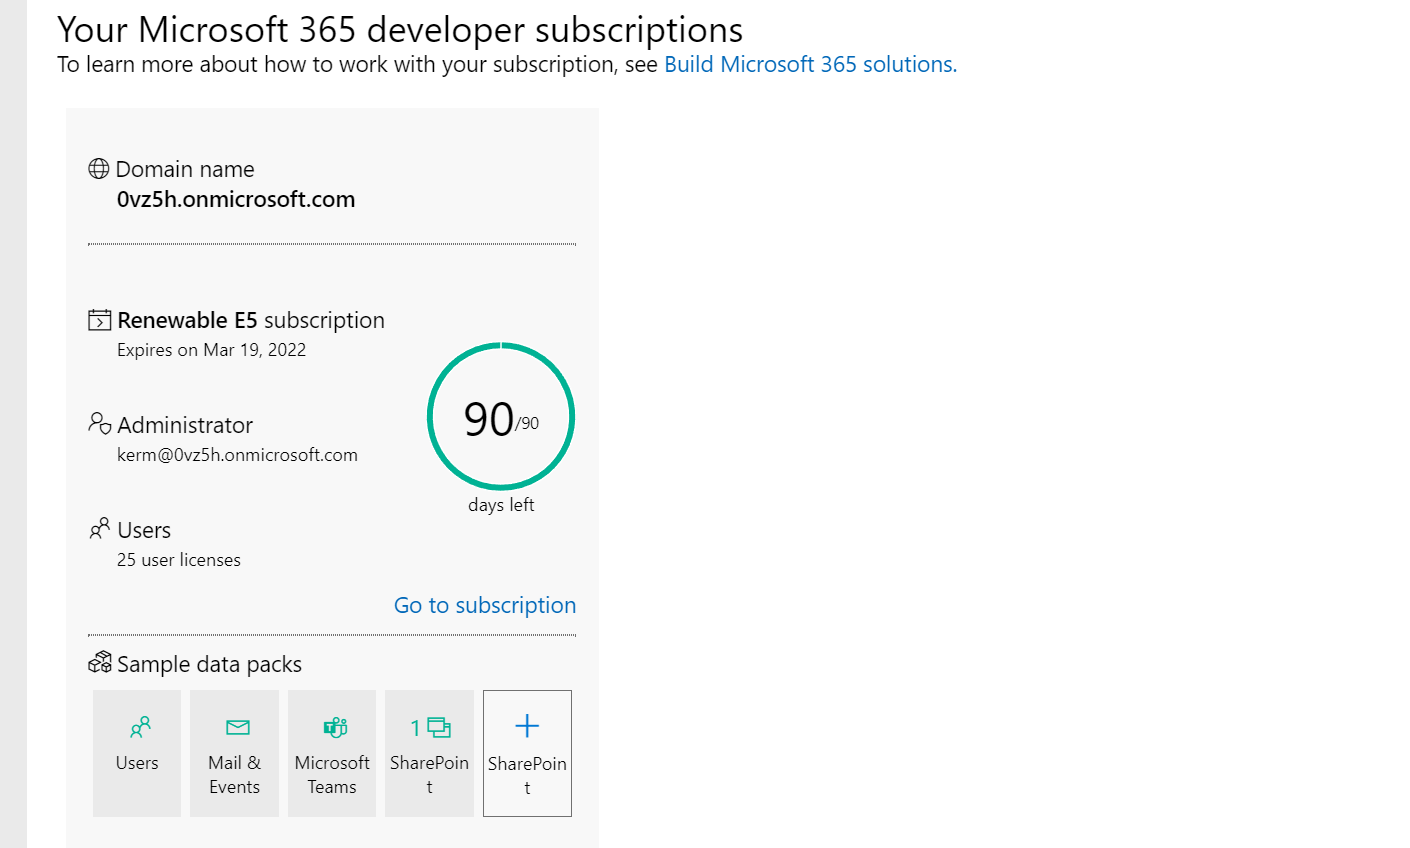 Your Microsoft 365 developer subscriptions
To learn more about how to work with your subscription, see Build Microsoft 365 solutions.
Domain name
0vz5h.onmicrosoft.com
Renewable E5 subscription
Expires on Mar 19, 2022
90/90
days left
Administrator
kerm@0vz5h.onmicrosoft.com
Users
25 user licenses
Go to subscription
Sample data packs
Users
Mail &
Events
Microsoft
Teams
1
SharePoin
t
SharePoin
t